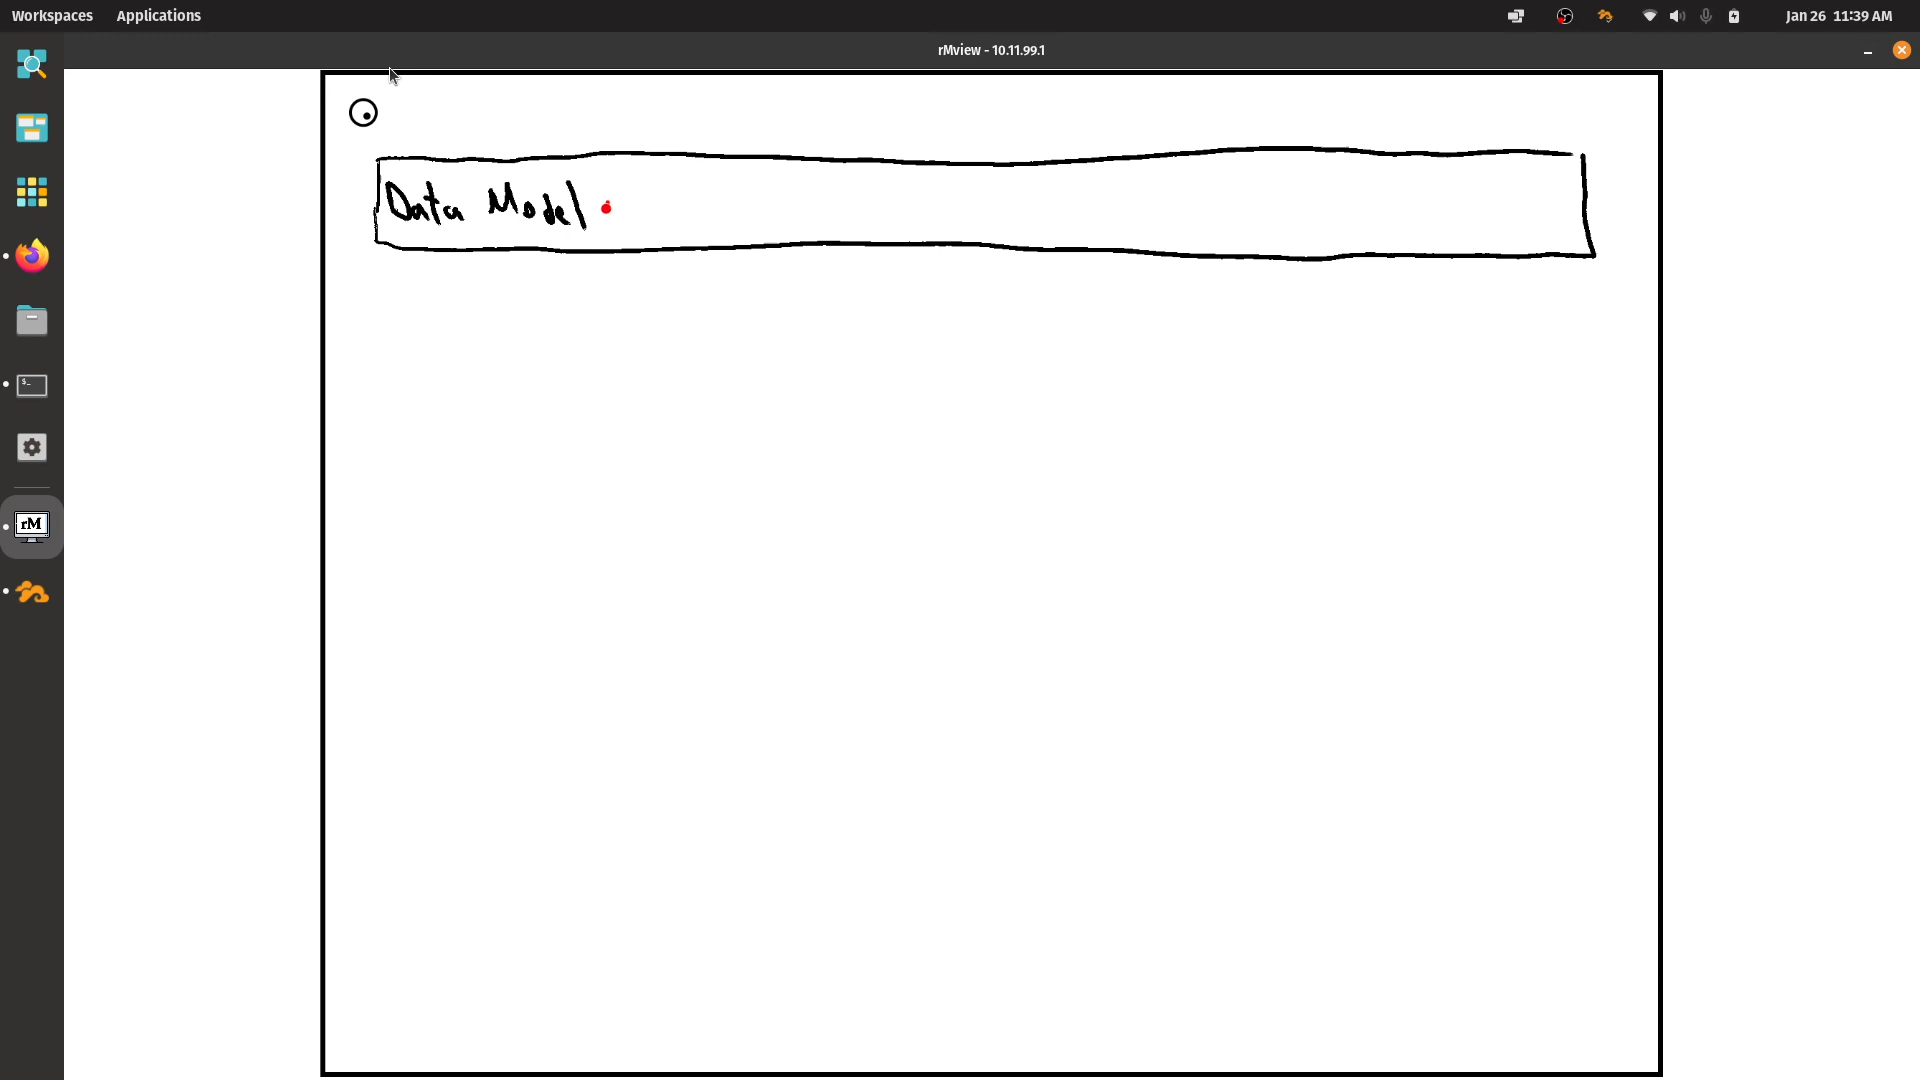 Workspaces Applications
Jan 26 11:39 AM
rMview - 10.11.99.1
Data Model
$_
rM